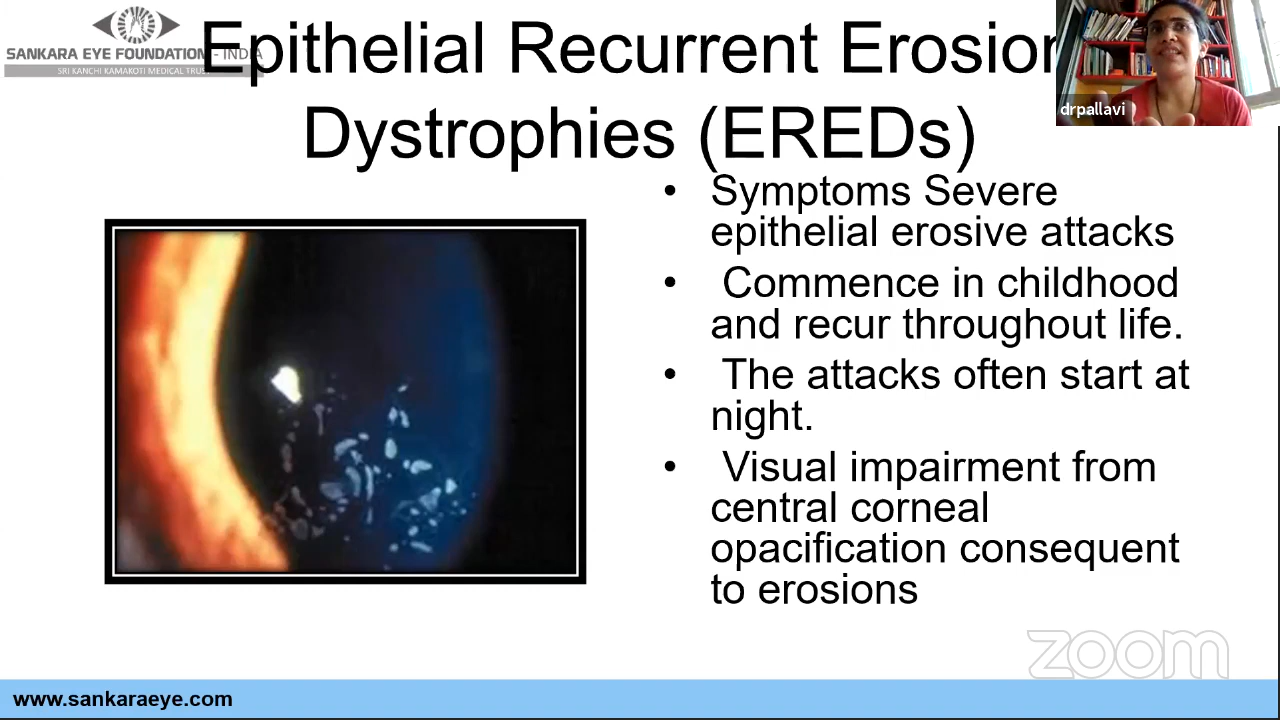 SANKARA EYE FOUNDATION - INDIA
SRI KANCHI KAMAKOTI MEDICAL TRUST
Epithelial Recurrent Erosion
Dystrophies (EREDs)
drpallavi
• Symptoms Severe
epithelial erosive attacks
• Commence in childhood
and recur throughout life.
• The attacks often start at
night.
• Visual impairment from
central corneal
opacification consequent
to erosions
zoom
www.sankaraeye.com